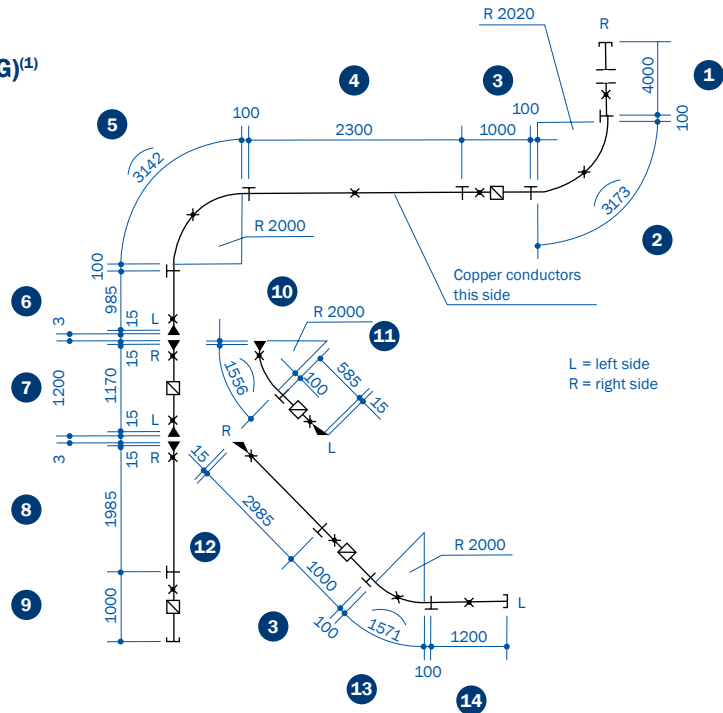 G)(1)
R 2020
R
1
4
3
4000
5
100
100
2300
1000
100
3142
3173
R 2000
2
100
Copper conductors
this side
10
R 2000
985
6
3
15
L
11
L = left side
R = right side
15
R
1556
100
585
15
7
1200
1170
15
L
R
L
3
15
R
15
8
1985
2985
12
R 2000
1000
L
9
1000
3
100
1571
1200
100
13
14